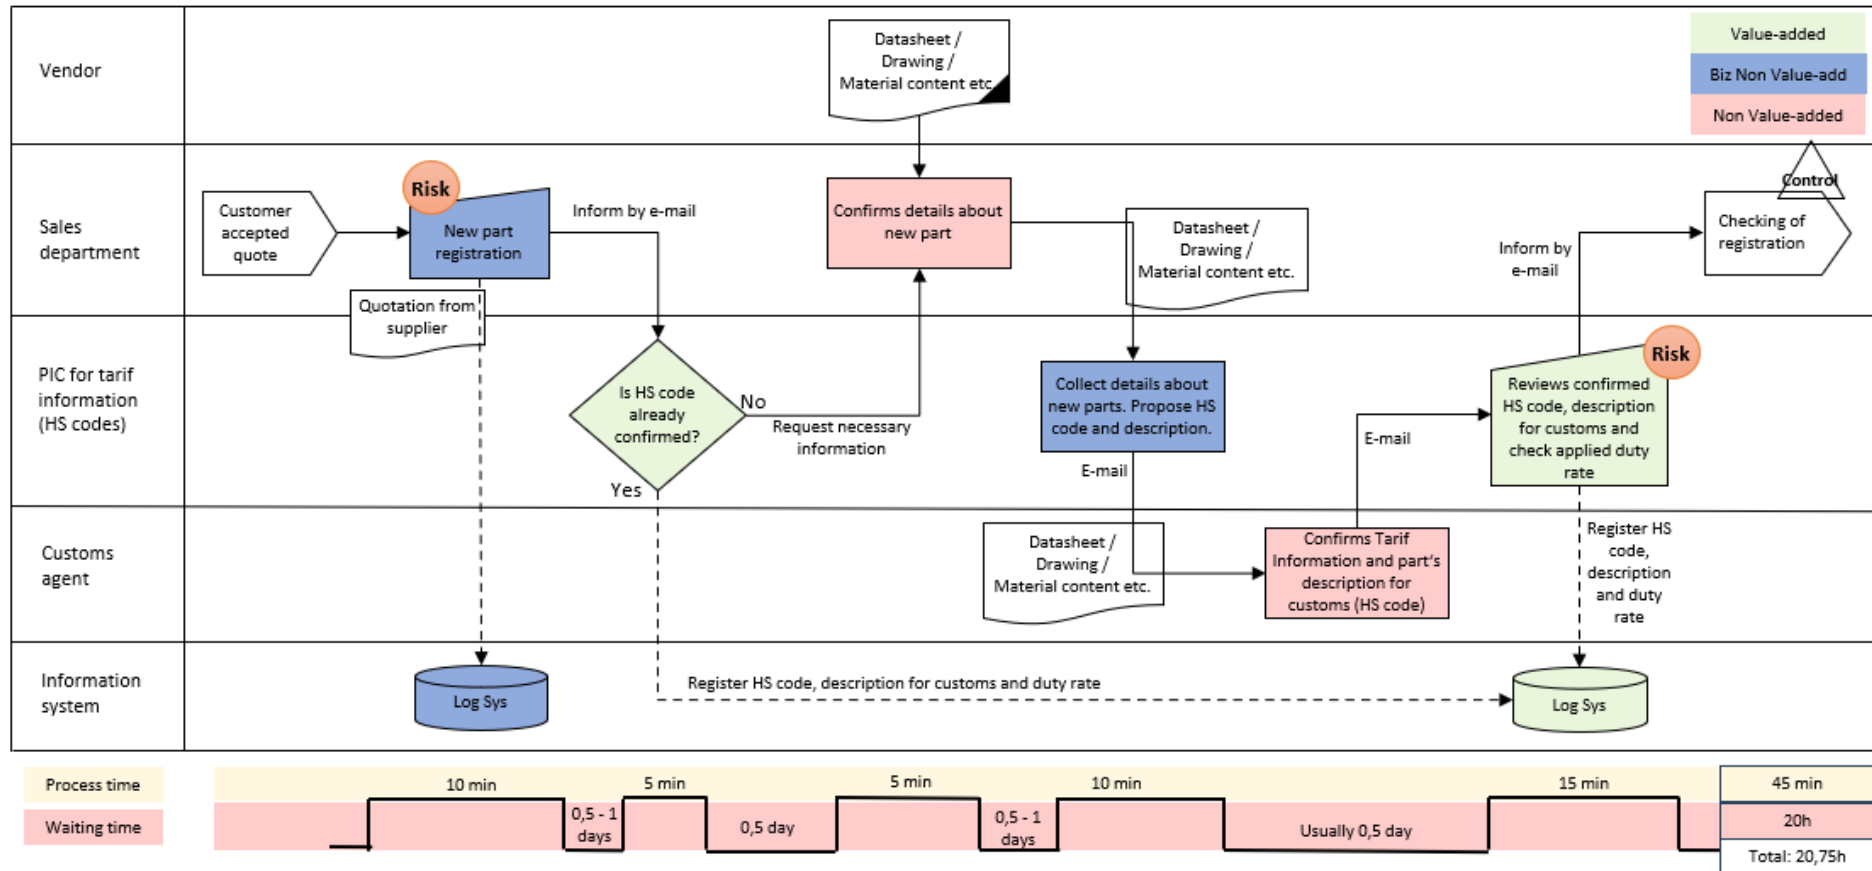 Vendor
Datasheet /
Drawing /
Material content etc.
Value-added
Biz Non Value-add
Non Value-added
Sales
department
Customer
accepted
quote
Risk
New part
registration
Inform by e-mail
Quotation from
supplier
Confirms details about
new part
Datasheet /
Drawing /
Material content etc.
Inform by
e-mail
Control
Checking of
registration
PIC for tarif
information
(HS codes)
Is HS code
already
confirmed?
No
Request necessary
information
Yes
Collect details about
new parts. Propose HS
code and description.
E-mail
E-mail
Risk
Reviews confirmed
HS code, description
for customs and
check applied duty
rate
Customs
agent
Datasheet /
Drawing /
Material content etc.
Confirms Tarif
Information and part's
description for
customs (HS code)
Register HS
code,
description
and duty
rate
Information
system
Log Sys
Register HS code, description for customs and duty rate
Log Sys
Process time
10 min
5 min
5 min
10 min
15 min
45 min
Waiting time
0,5 - 1
days
0,5 day
0,5 - 1
days
Usually 0,5 day
20h
Total: 20,75h